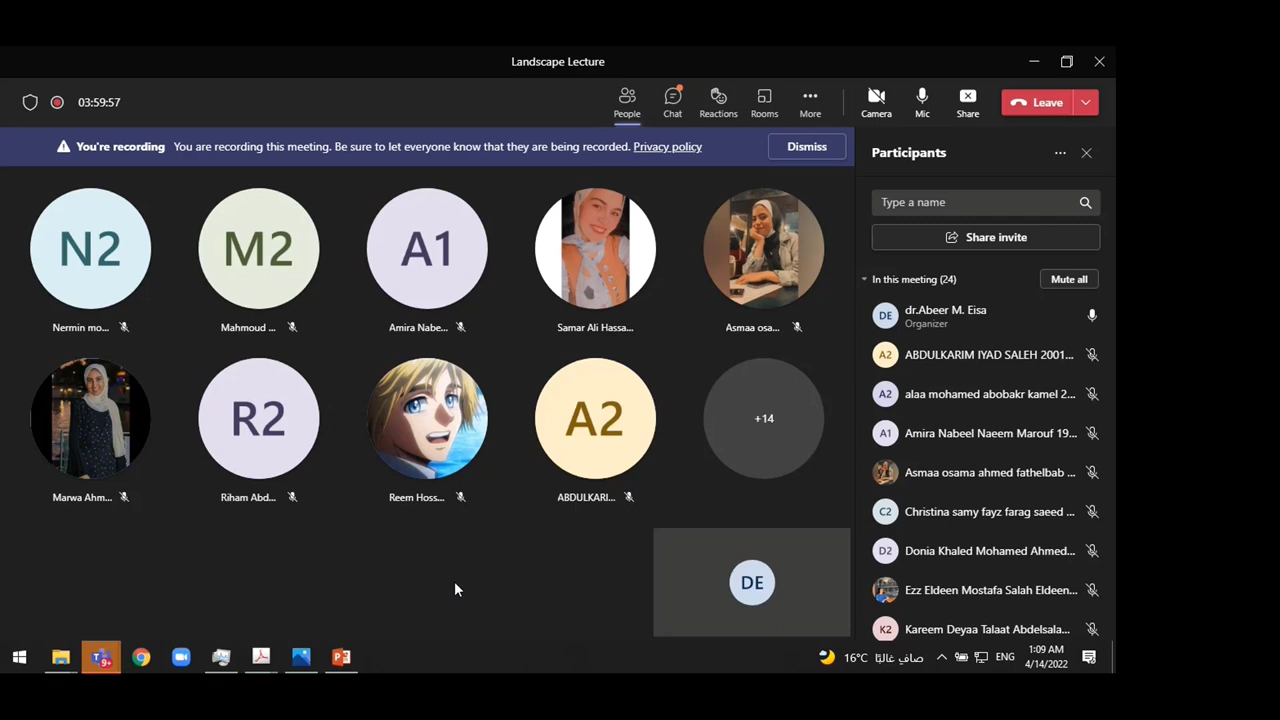 Landscape Lecture
03:59:57
People
Chat
Reactions
Rooms
More
Camera
Mic
Share
Leave
You're recording You are recording this meeting. Be sure to let everyone know that they are being recorded. Privacy policy
Dismiss
Participants
Type a name
Share invite
In this meeting (24)
Mute all
N2
M2
A1
Nermin mo...
Mahmoud ...
Amira Nabe...
Samar Ali Hassa...
Asmaa osa...
R2
A2
+14
Marwa Ahm...
Riham Abd...
Reem Hoss...
ABDULKARI...
DE
DE
dr.Abeer M. Eisa
Organizer
A2
ABDULKARIM IYAD SALEH 2001...
A2
alaa mohamed abobakr kamel 2...
A1
Amira Nabeel Naeem Marouf 19...
Asmaa osama ahmed fathelbab ...
C2
Christina samy fayz farag saeed ...
D2
Donia Khaled Mohamed Ahmed...
Ezz Eldeen Mostafa Salah Eldeen...
K2
Kareem Deyaa Talaat Abdelsala...
9+
16°C
صافٍ غالبًا
ENG
1:09 AM
4/14/2022